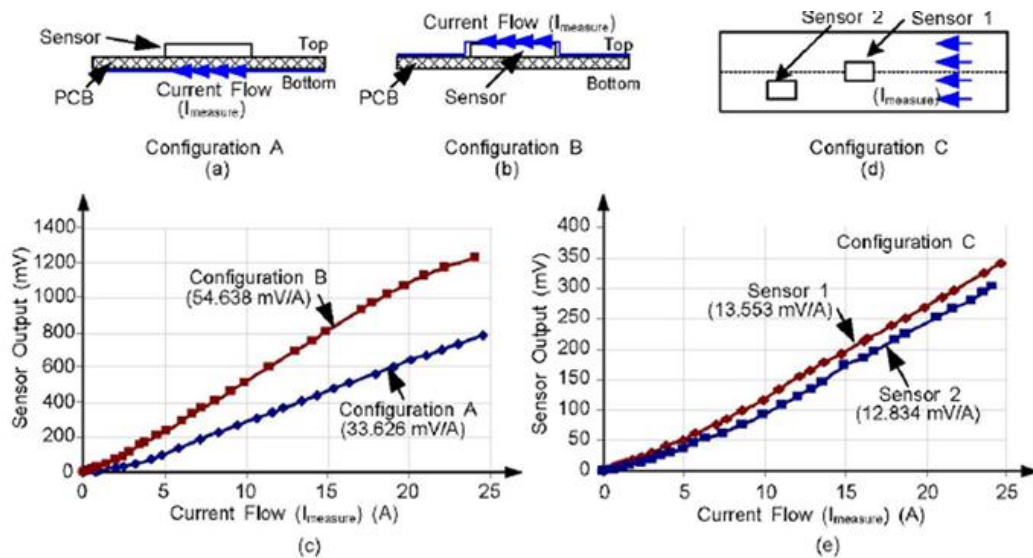 Sensor
Top
Bottom
PCB
Current Flow
(Imeasure)
Configuration A
(a)
Current Flow (Imeasure)
Top
Bottom
PCB
Sensor
Configuration B
(b)
Sensor 2
Sensor 1
(Imeasure)
Configuration C
(d)
Sensor Output (mV)
1400
1200
1000
800
600
400
200
0
Configuration B
(54.638 mV/A)
Configuration A
(33.626 mV/A)
0 5 10 15 20 25
Current Flow (Imeasure) (A)
(c)
Sensor Output (mV)
400
350
300
250
200
150
100
50
0
Configuration C
Sensor 1
(13.553 mV/A)
Sensor 2
(12.834 mV/A)
0 5 10 15 20 25
Current Flow (Imeasure) (A)
(e)